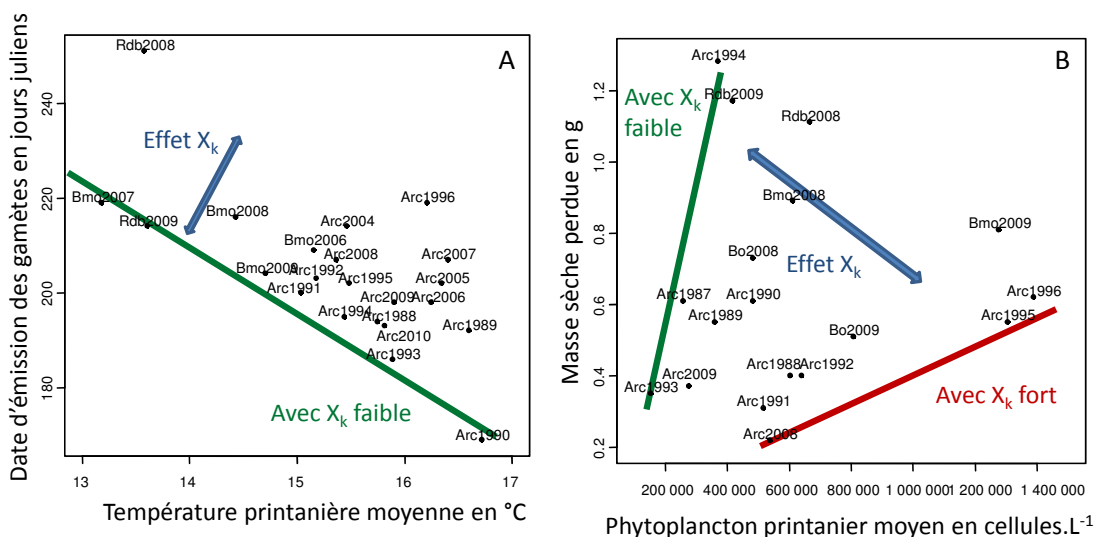 A
Date d'émission des gamètes en jours juliens
240
220
200
180
13
14
15
16
17
Température printanière moyenne en °C
Effet Xk
Avec Xk faible
Rdb2008
Bmo2007
Rdb2009
Bmo2008
Arc1996
Arc2004
Bmo2006
Arc2008
Arc2007
Bmo2009
Arc1992
Arc1995
Arc2005
Arc1991
Arc2009
Arc2006
Arc1994
Arc1988
Arc2010
Arc1989
Arc1993
Arc1990
B
Masse sèche perdue en g
1.2
1.0
0.8
0.6
0.4
0.2
200 000
400 000
600 000
800 000
1 000 000
1 200 000
1 400 000
Phytoplancton printanier moyen en cellules.L-1
Avec Xk
faible
Effet Xk
Avec Xk fort
Arc1994
Rdb2009
Rdb2008
Bmo2008
Bmo2009
Bo2008
Arc1987
Arc1990
Arc1996
Arc1989
Arc1995
Bo2009
Arc1988
Arc1992
Arc2009
Arc1993
Arc1991
Arc2008